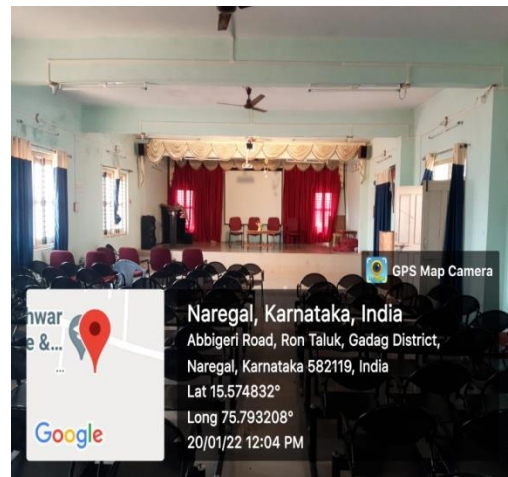 GPS Map Camera
nwar
e &...
...
Google
Naregal, Karnataka, India
Abbigeri Road, Ron Taluk, Gadag District,
Naregal, Karnataka 582119, India
Lat 15.574832°
Long 75.793208°
20/01/22 12:04 PM